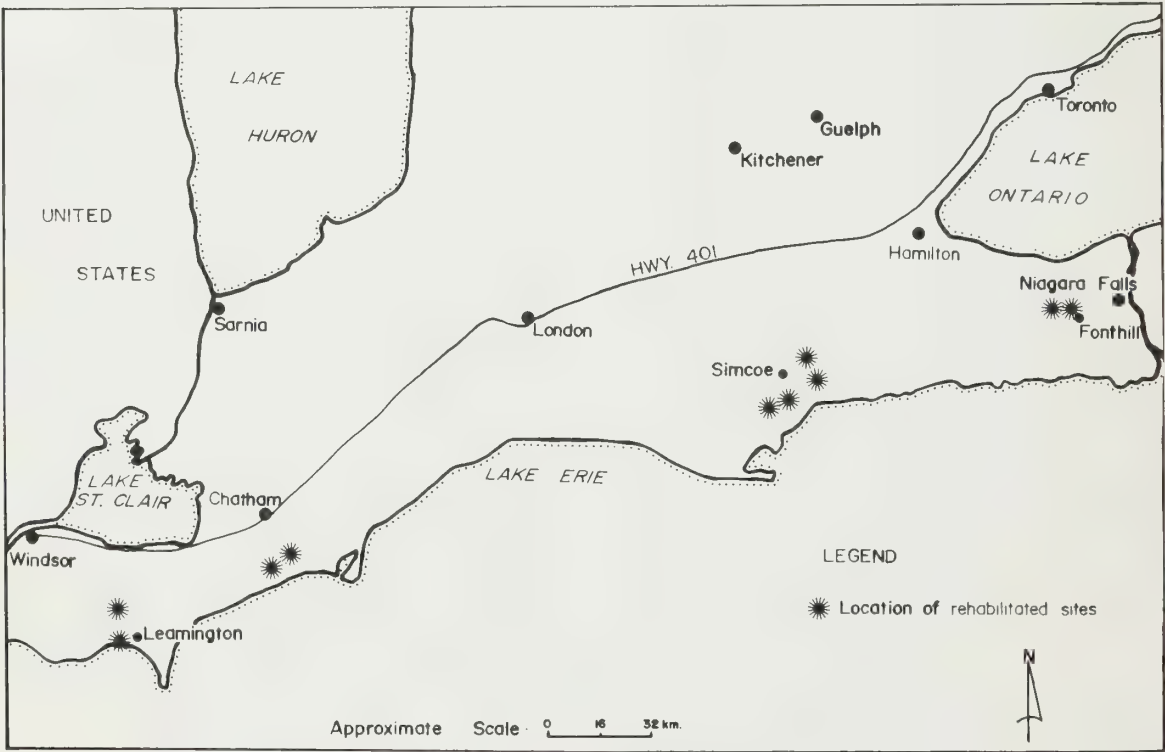 LAKE
HURON
Toronto
Guelph
Kitchener
LAKE
ONTARIO
UNITED
STATES
HWY. 401
Hamilton
Niagara Falls
Sarnia
London
Fonthill
Simcoe
LAKE ERIE
LAKE
ST. CLAIR
Chatham
Windsor
LEGEND
Location of rehabilitated sites
Leamington
N
Approximate Scale 0 16 32 km.